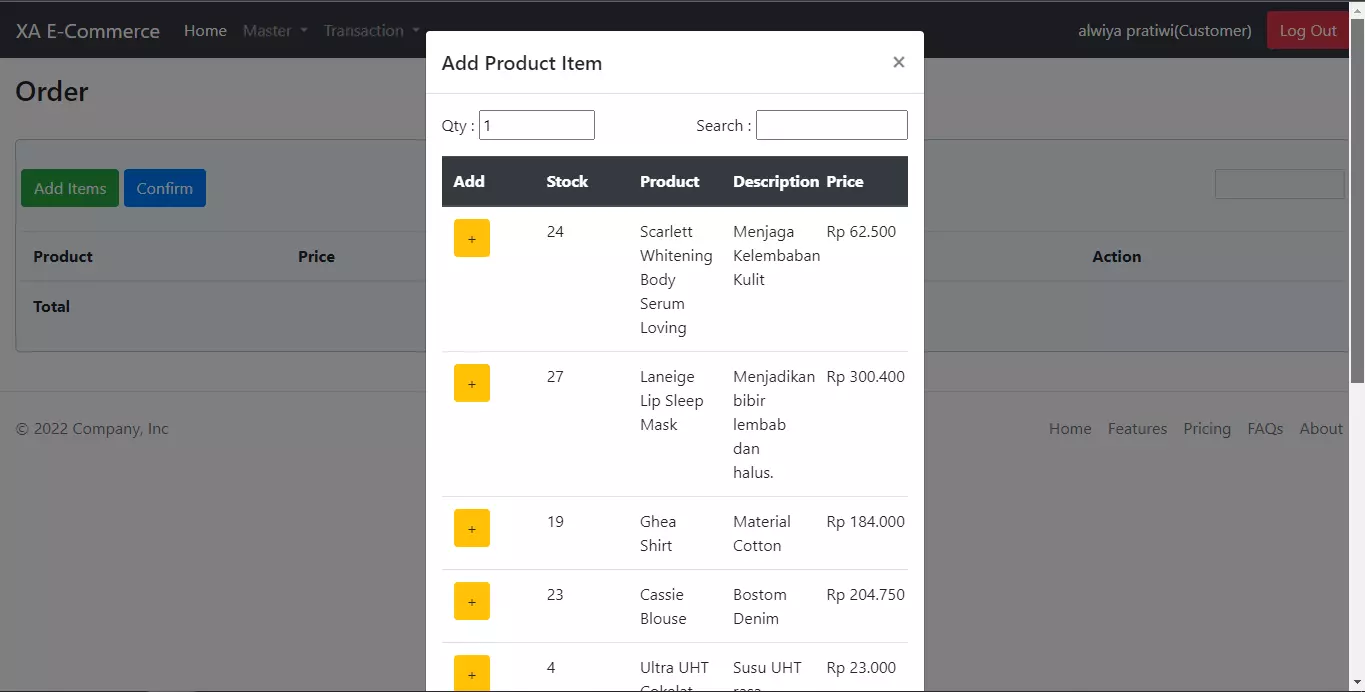 XA E-Commerce Home Master Transaction alwiya pratiwi(Customer) Log Out
Order
Add Items Confirm
Product Price Action
Total
© 2022 Company, Inc Home Features Pricing FAQs About
Add Product Item ×
Qty : 1 Search :
Add Stock Product Description Price
+ 24 Scarlett Menjaga Rp 62.500
Whitening Kelembaban
Body Kulit
Serum
Loving
+ 27 Laneige Menjadikan Rp 300.400
Lip Sleep bibir
Mask lembab
dan
halus.
+ 19 Ghea Material Rp 184.000
Shirt Cotton
+ 23 Cassie Bostom Rp 204.750
Blouse Denim
+ 4 Ultra UHT Susu UHT Rp 23.000
Cokelat rasa